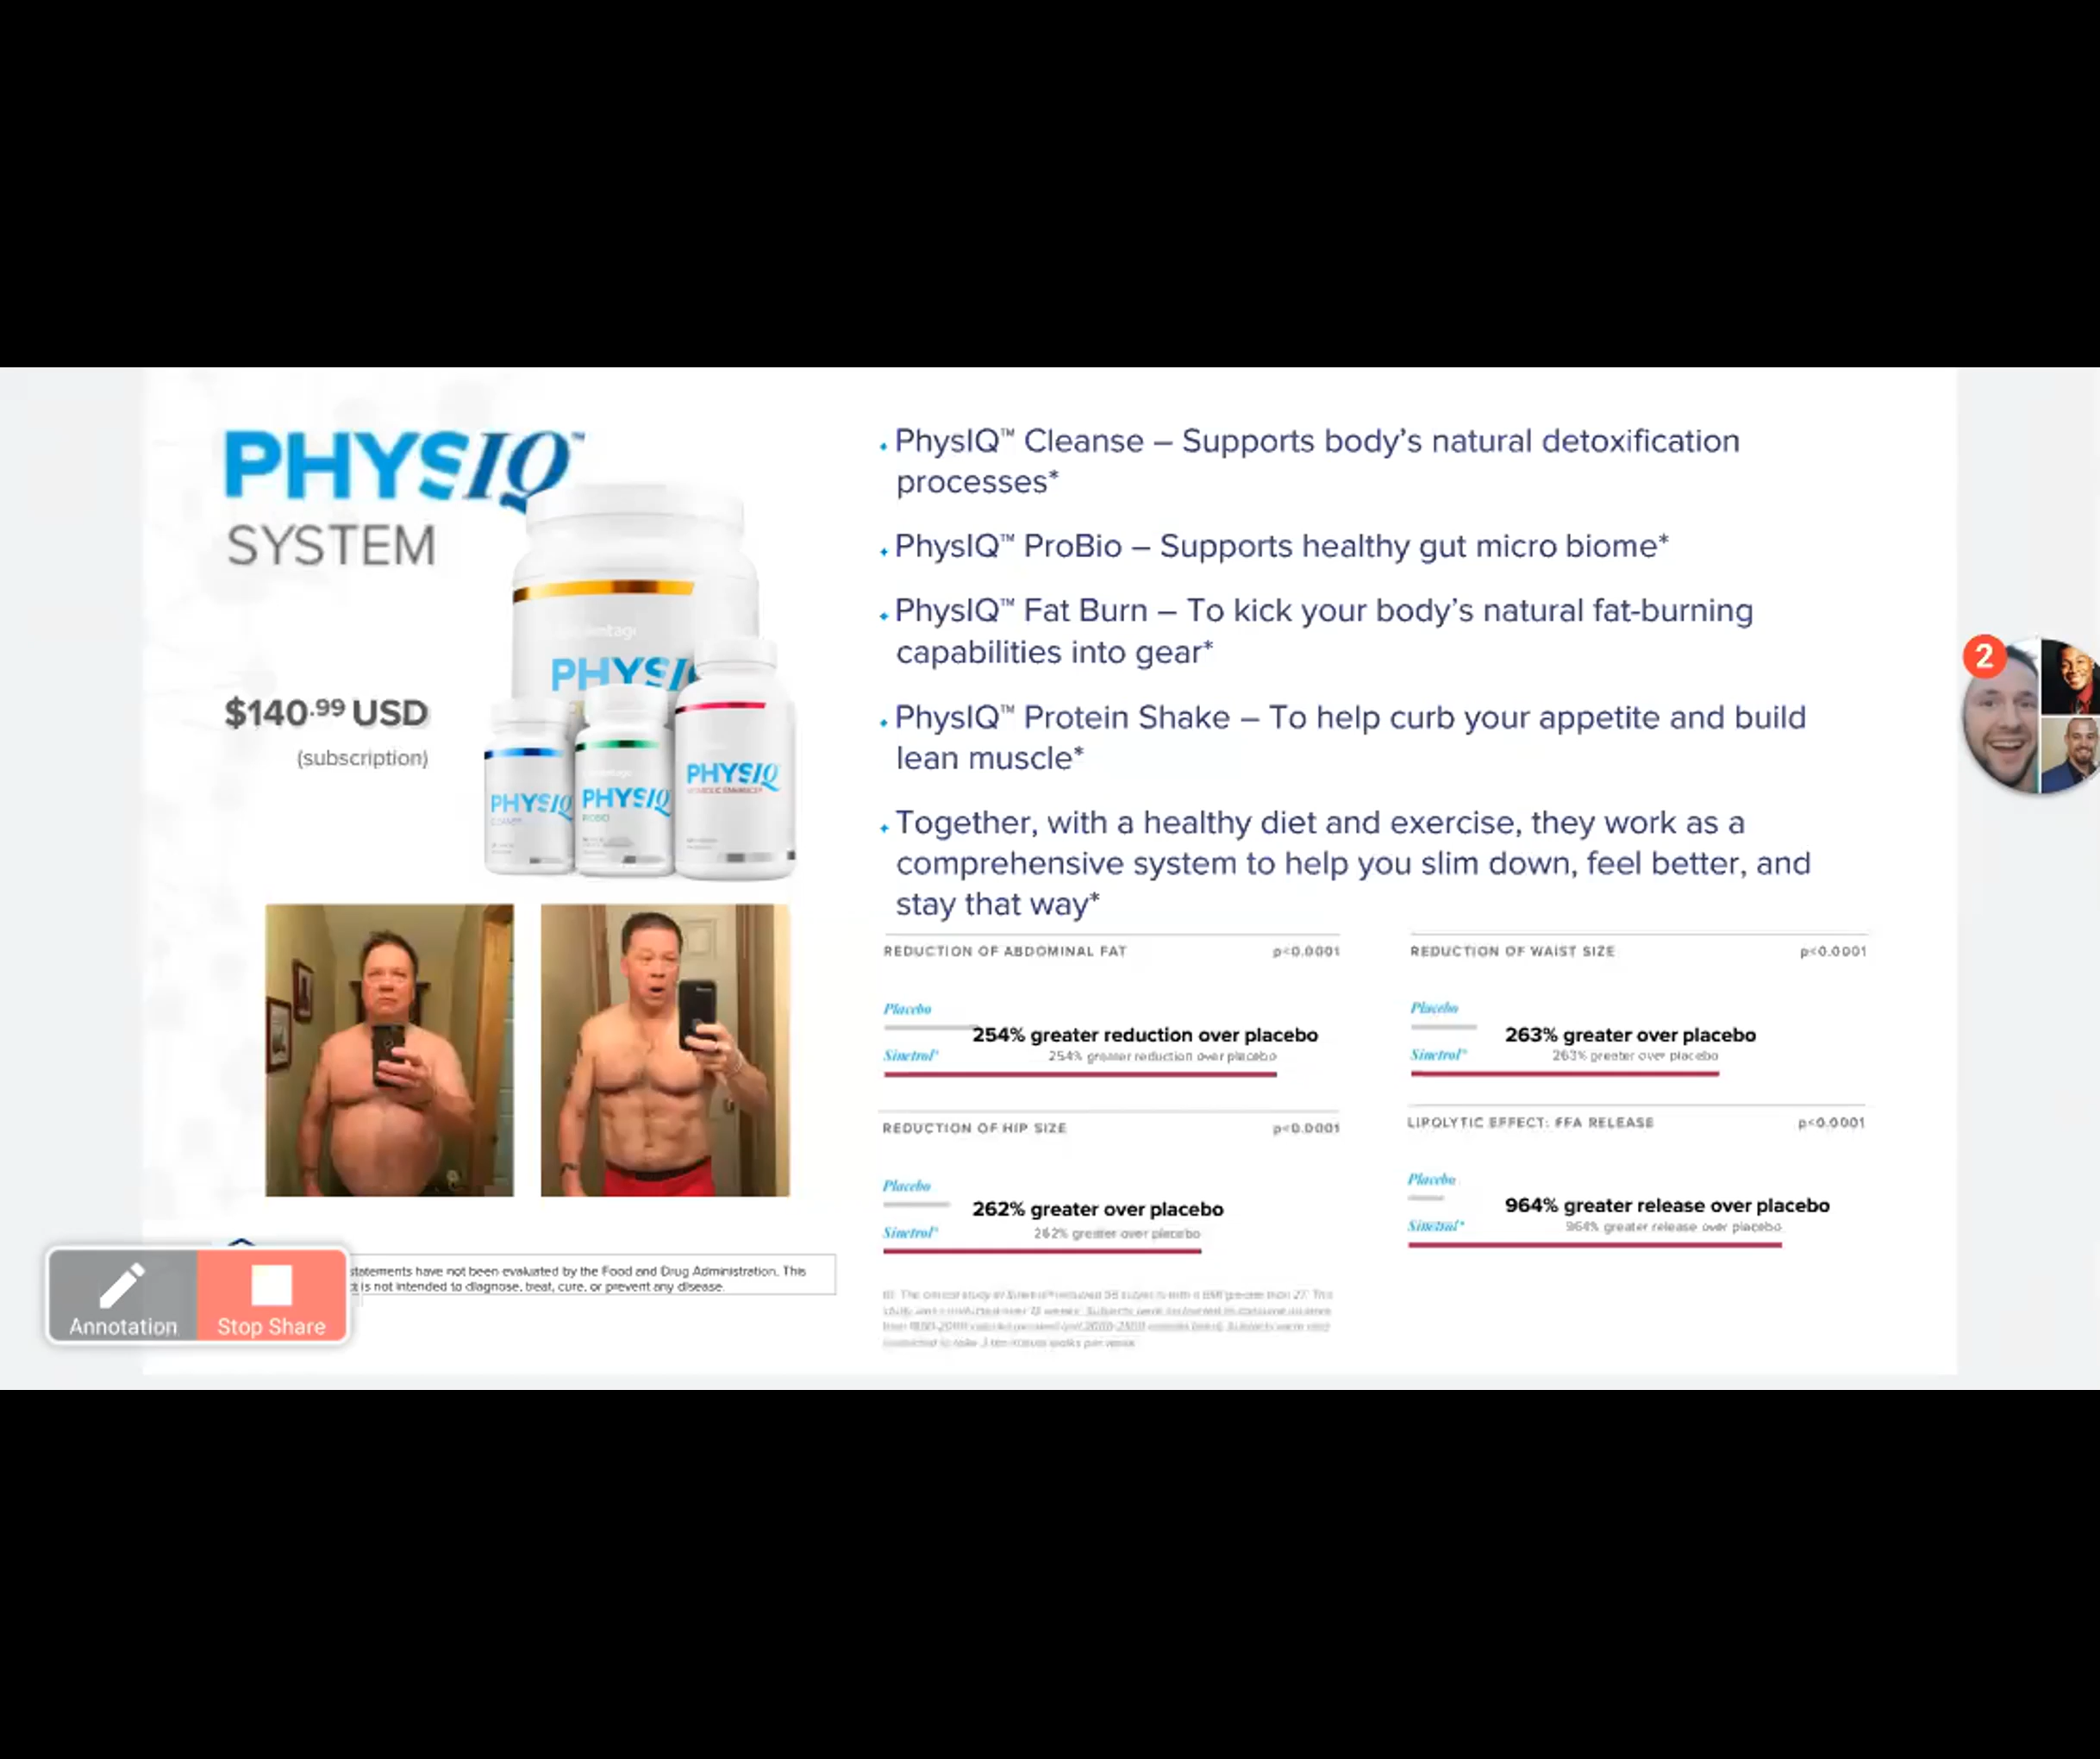 PHYSIQ™
SYSTEM
$140.99 USD
(subscription)
PHYSIQ
PHYSIQ
PHYSIQ
PROBIO
PHYSIQ
• PhysIQ™ Cleanse – Supports body's natural detoxification
processes*
• PhysIQ™ ProBio – Supports healthy gut micro biome*
• PhysIQ™ Fat Burn – To kick your body's natural fat-burning
capabilities into gear*
• PhysIQ™ Protein Shake – To help curb your appetite and build
lean muscle*
• Together, with a healthy diet and exercise, they work as a
comprehensive system to help you slim down, feel better, and
stay that way*
REDUCTION OF ABDOMINAL FAT p<0.0001
Placebo
254% greater reduction over placebo
Sinetrol® 254% greater reduction over placebo
REDUCTION OF WAIST SIZE p<0.0001
Placebo
263% greater over placebo
Sinetrol® 263% greater over placebo
REDUCTION OF HIP SIZE p<0.0001
Placebo
262% greater over placebo
Sinetrol® 262% greater over placebo
LIPOLYTIC EFFECT: FFA RELEASE p<0.0001
Placebo
964% greater release over placebo
Sinetrol® 964% greater release over placebo
statements have not been evaluated by the Food and Drug Administration. This
is not intended to diagnose, treat, cure, or prevent any disease.
Annotation
Stop Share
2